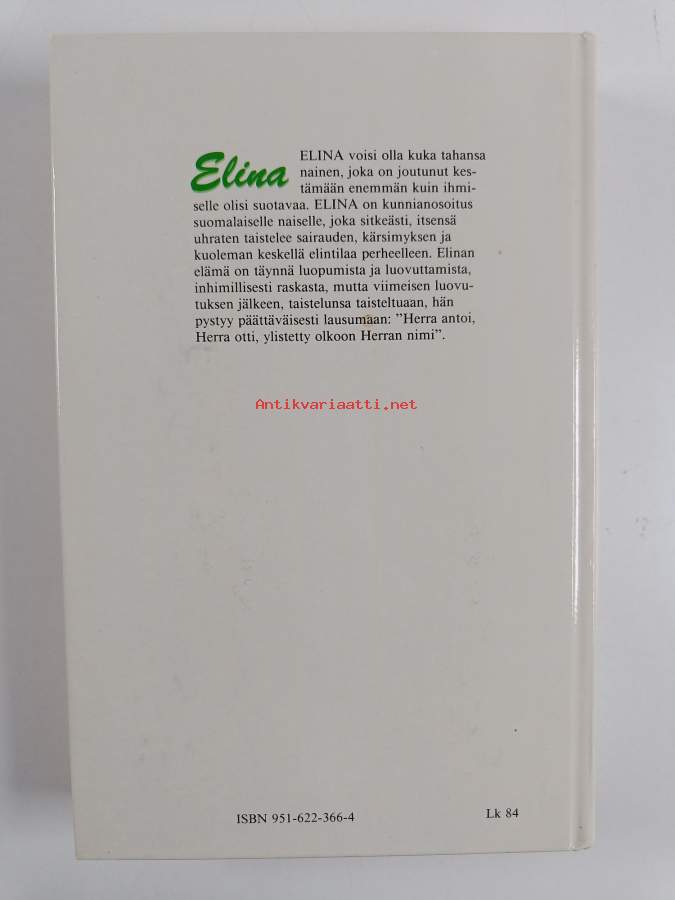 Elina
ELINA voisi olla kuka tahansa
nainen, joka on joutunut kes-
tämään enemmän kuin ihmi-
selle olisi suotavaa. ELINA on kunnianosoitus
suomalaiselle naiselle, joka sitkeästi, itsensä
uhraten taistelee sairauden, kärsimyksen ja
kuoleman keskellä elintilaa perheelleen. Elinan
elämä on täynnä luopumista ja luovuttamista,
inhimillisesti raskasta, mutta viimeisen luovu-
tuksen jälkeen, taistelunsa taisteltuaan, hän
pystyy päättäväisesti lausumaan: ”Herra antoi,
Herra otti, ylistetty olkoon Herran nimi”.
Antikvariaatti.net
ISBN 951-622-366-4
Lk 84